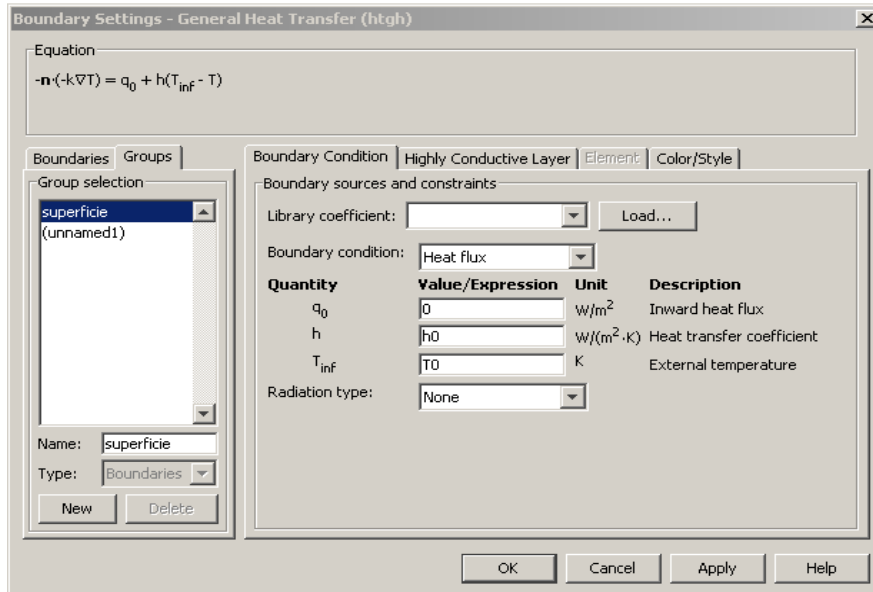 Boundary Settings - General Heat Transfer (htgh)
Equation
-n·(-k∇T) = q0 + h(Tinf - T)
Boundaries Groups
Group selection
superficie
(unnamed1)
Name: superficie
Type: Boundaries
New Delete
Boundary Condition Highly Conductive Layer Element Color/Style
Boundary sources and constraints
Library coefficient: Load...
Boundary condition: Heat flux
Quantity Value/Expression Unit Description
q0 0 W/m² Inward heat flux
h h0 W/(m²·K) Heat transfer coefficient
Tinf T0 K External temperature
Radiation type: None
OK Cancel Apply Help